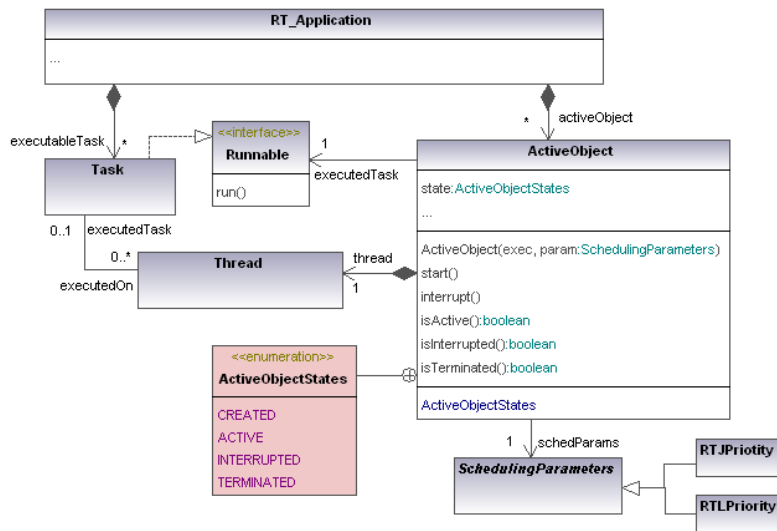 RT_Application
...
executableTask
*
*
activeObject
<<interface>>
Runnable
run()
1
executedTask
Task
0..1
executedTask
0..*
executedOn
Thread
thread
1
ActiveObject
state:ActiveObjectStates
...
ActiveObject(exec, param:SchedulingParameters)
start()
interrupt()
isActive():boolean
isInterrupted():boolean
isTerminated():boolean
ActiveObjectStates
<<enumeration>>
ActiveObjectStates
CREATED
ACTIVE
INTERRUPTED
TERMINATED
1
schedParams
SchedulingParameters
RTJPriotity
RTLPriority